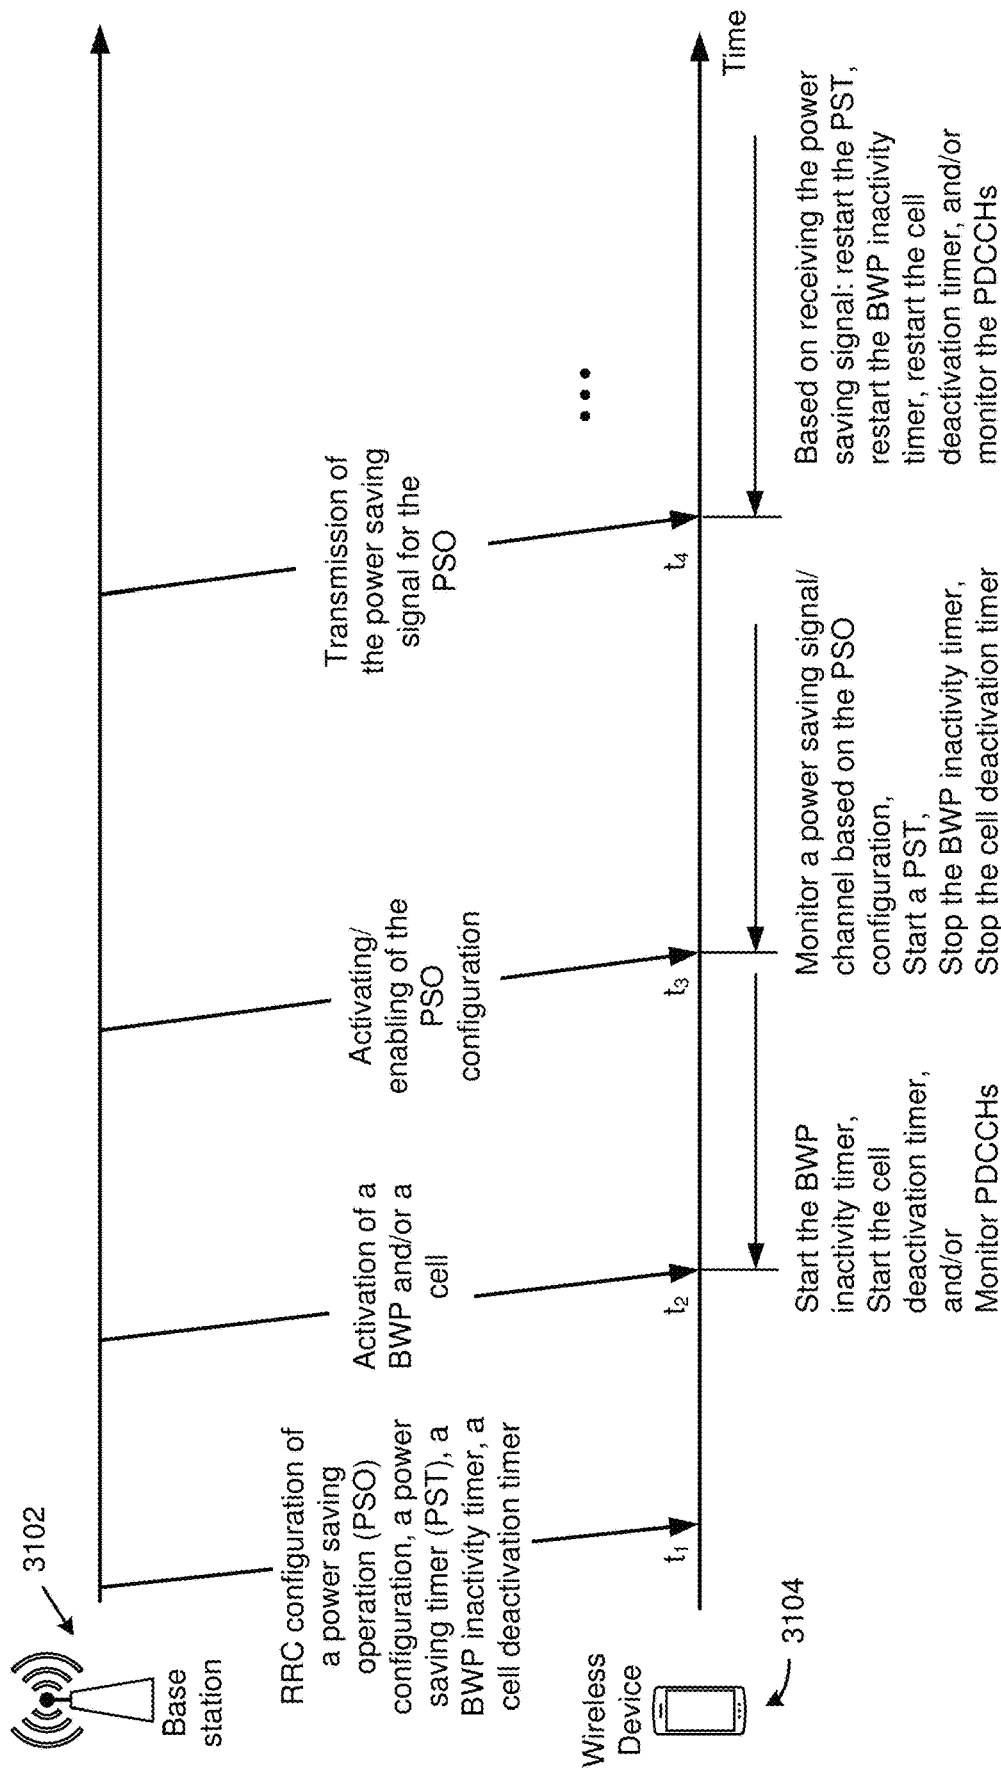 3102
Base
station
RRC configuration of
a power saving
operation (PSO)
configuration, a power
saving timer (PST), a
BWP inactivity timer, a
cell deactivation timer
Activation of a
BWP and/or a
cell
Activating/
enabling of the
PSO
configuration
Transmission of
the power saving
signal for the
PSO
Wireless
Device
3104
t1
t2
t3
t4
Time
Start the BWP
inactivity timer,
Start the cell
deactivation timer,
and/or
Monitor PDCCHs
Monitor a power saving signal/
channel based on the PSO
configuration,
Start a PST,
Stop the BWP inactivity timer,
Stop the cell deactivation timer
Based on receiving the power
saving signal: restart the PST,
restart the BWP inactivity
timer, restart the cell
deactivation timer, and/or
monitor the PDCCHs